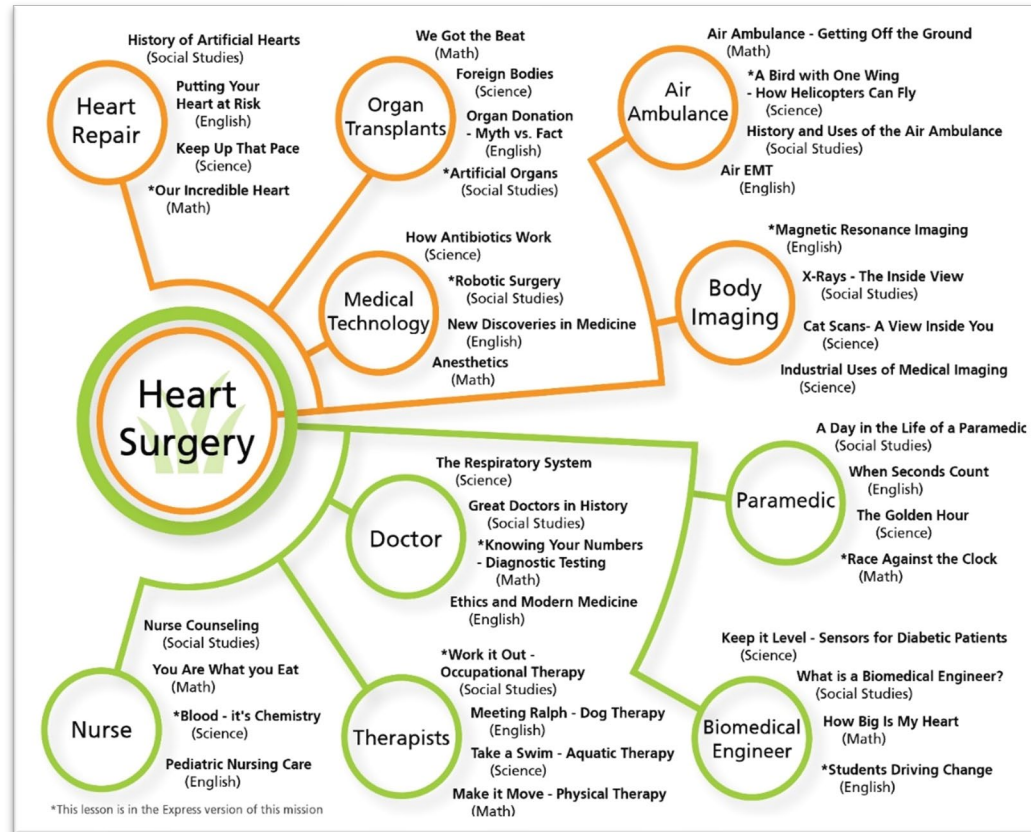 History of Artificial Hearts
(Social Studies)
Putting Your
Heart at Risk
(English)
Keep Up That Pace
(Science)
*Our Incredible Heart
(Math)
Heart
Repair
We Got the Beat
(Math)
Foreign Bodies
(Science)
Organ Donation
- Myth vs. Fact
(English)
*Artificial Organs
(Social Studies)
Organ
Transplants
Air Ambulance - Getting Off the Ground
(Math)
*A Bird with One Wing
- How Helicopters Can Fly
(Science)
History and Uses of the Air Ambulance
(Social Studies)
Air EMT
(English)
Air
Ambulance
How Antibiotics Work
(Science)
*Robotic Surgery
(Social Studies)
New Discoveries in Medicine
(English)
Anesthetics
(Math)
Medical
Technology
*Magnetic Resonance Imaging
(English)
X-Rays - The Inside View
(Social Studies)
Cat Scans- A View Inside You
(Science)
Industrial Uses of Medical Imaging
(Science)
Body
Imaging
Heart
Surgery
The Respiratory System
(Science)
Great Doctors in History
(Social Studies)
*Knowing Your Numbers
- Diagnostic Testing
(Math)
Ethics and Modern Medicine
(English)
Doctor
A Day in the Life of a Paramedic
(Social Studies)
When Seconds Count
(English)
The Golden Hour
(Science)
*Race Against the Clock
(Math)
Paramedic
Nurse Counseling
(Social Studies)
You Are What you Eat
(Math)
*Blood - it's Chemistry
(Science)
Pediatric Nursing Care
(English)
Nurse
*Work it Out -
Occupational Therapy
(Social Studies)
Meeting Ralph - Dog Therapy
(English)
Take a Swim - Aquatic Therapy
(Science)
Make it Move - Physical Therapy
(Math)
Therapists
Keep it Level - Sensors for Diabetic Patients
(Science)
What is a Biomedical Engineer?
(Social Studies)
How Big Is My Heart
(Math)
*Students Driving Change
(English)
Biomedical
Engineer
*This lesson is in the Express version of this mission